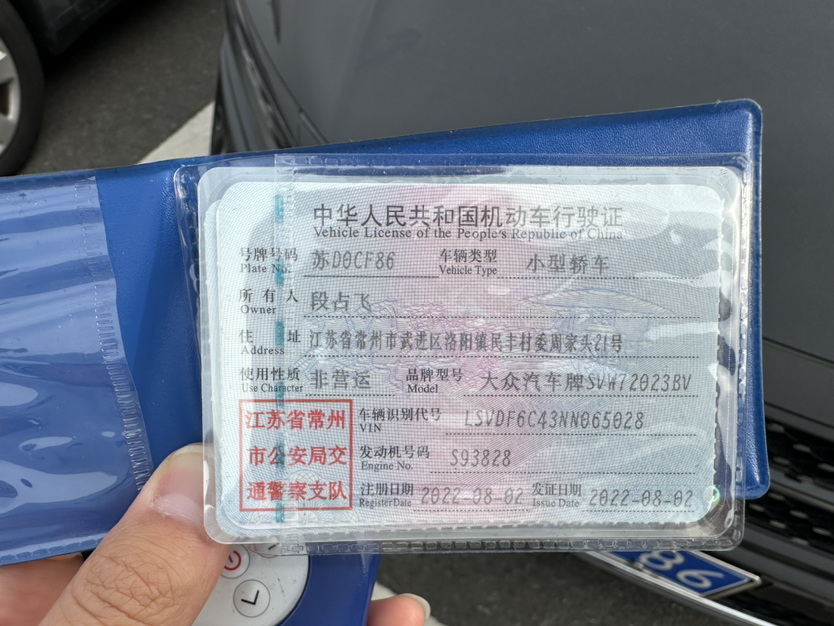 中华人民共和国机动车行驶证
Vehicle License of the People's Republic of China
号牌号码 苏D0CF86 车辆类型 小型轿车
Plate No. Vehicle Type
所有人 段占飞
Owner
住址 江苏省常州市武进区洛阳镇民丰村委周家头21号
Address
使用性质 非营运 品牌型号 大众汽车牌SVW72023BV
Use Character Model
江苏省常州
市公安局交
通警察支队
车辆识别代号 LSVDF6C43NN065028
VIN
发动机号码 S93828
Engine No.
注册日期 2022-08-02 发证日期 2022-08-02
Register Date Issue Date
86